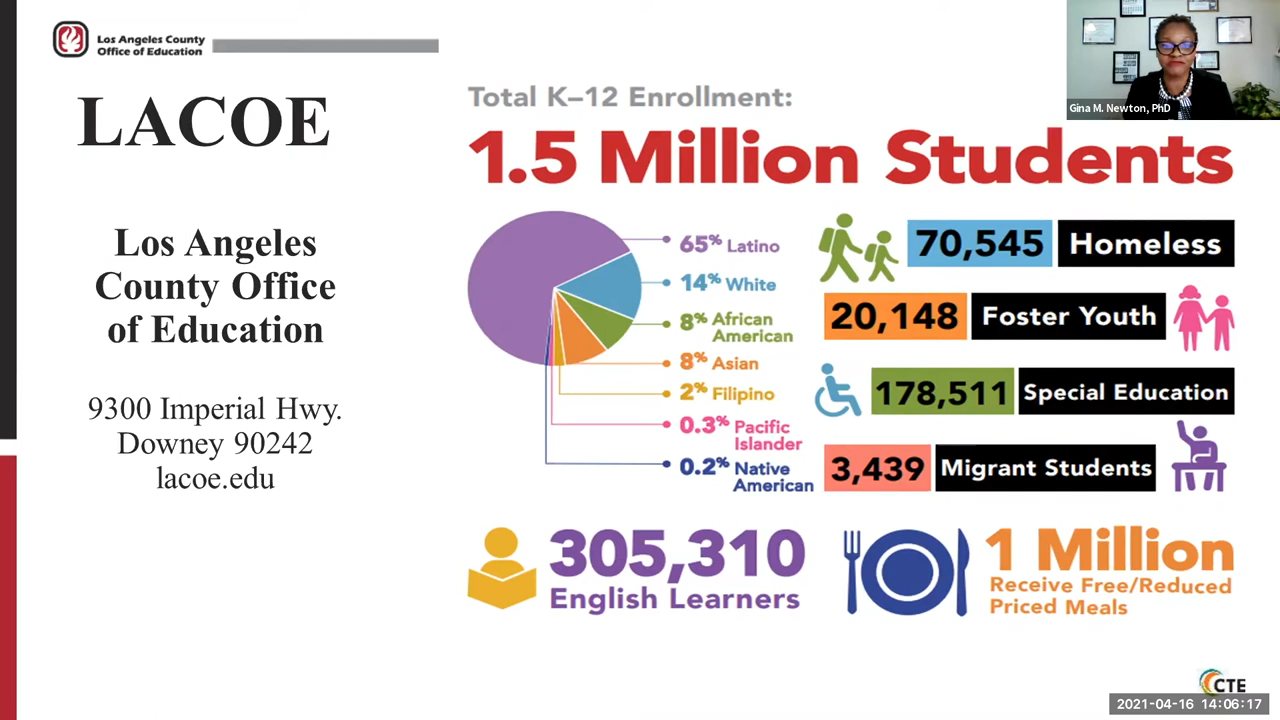 Los Angeles County
Office of Education
LACOE
Los Angeles
County Office
of Education
9300 Imperial Hwy.
Downey 90242
lacoe.edu
Total K–12 Enrollment:
1.5 Million Students
65% Latino
14% White
8% African
American
8% Asian
2% Filipino
0.3% Pacific
Islander
0.2% Native
American
70,545 Homeless
20,148 Foster Youth
178,511 Special Education
3,439 Migrant Students
305,310
English Learners
1 Million
Receive Free/Reduced
Priced Meals
Gina M. Newton, PhD
CTE
2021-04-16 14:06:17